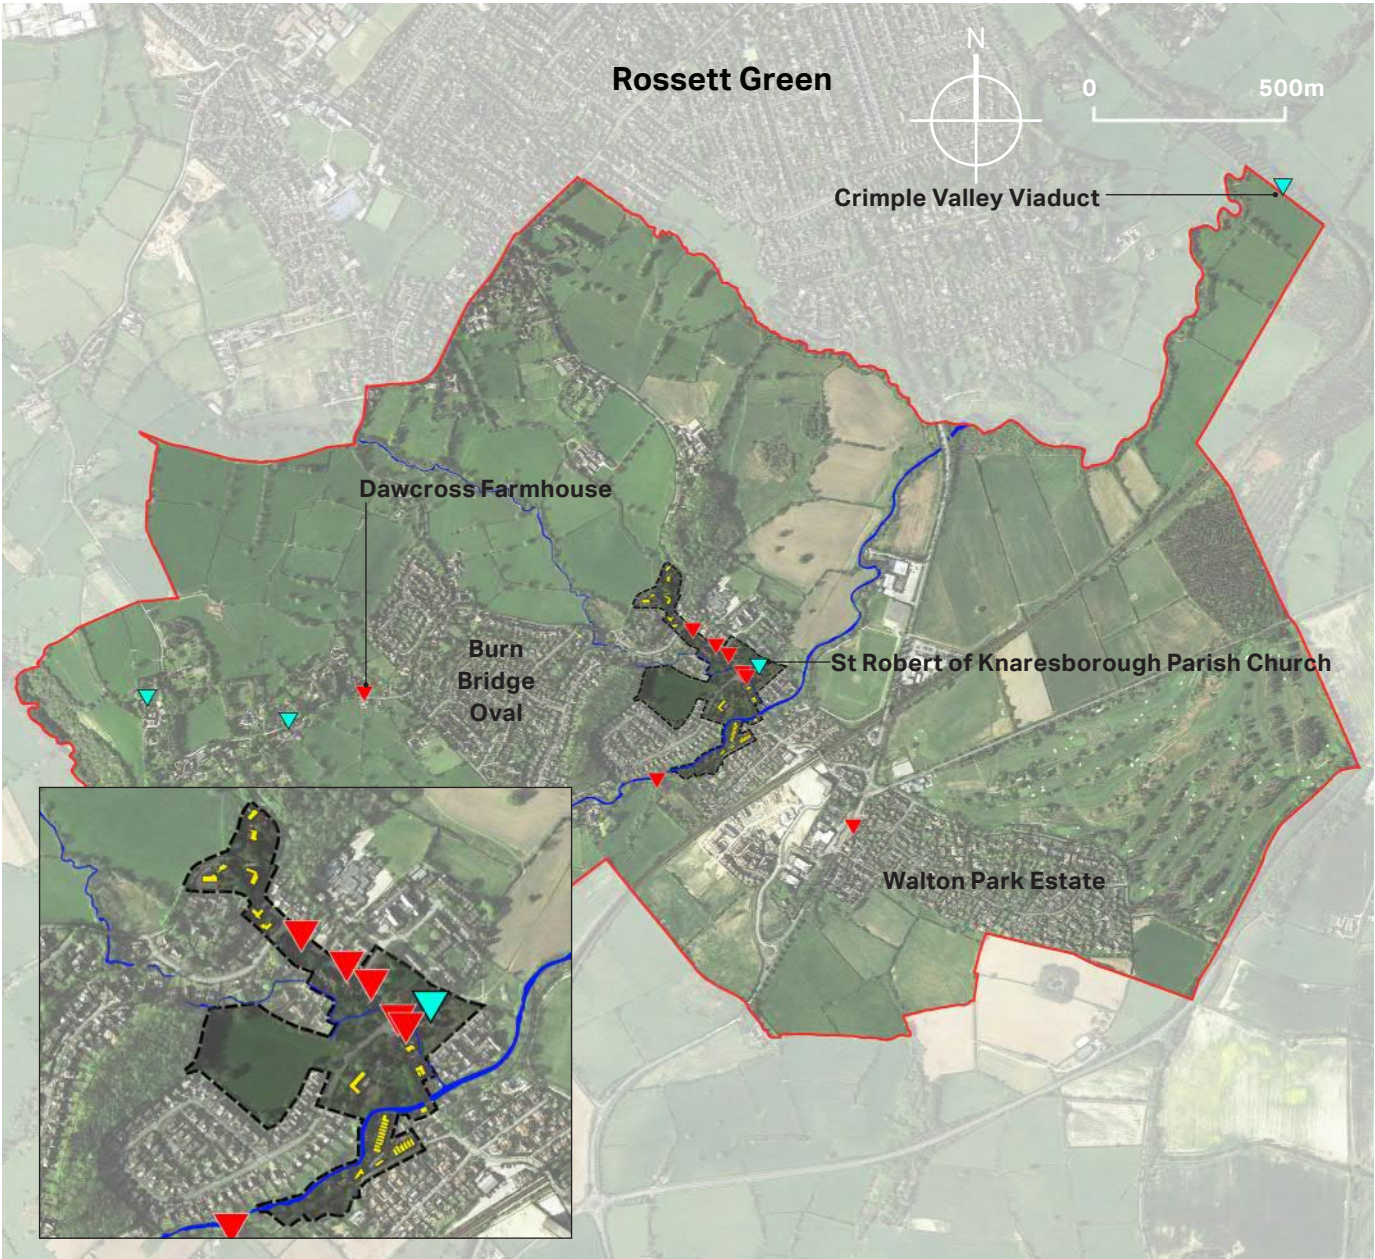 N
Rossett Green
0 500m
Crimple Valley Viaduct
Dawcross Farmhouse
Burn
Bridge
Oval
St Robert of Knaresborough Parish Church
Walton Park Estate